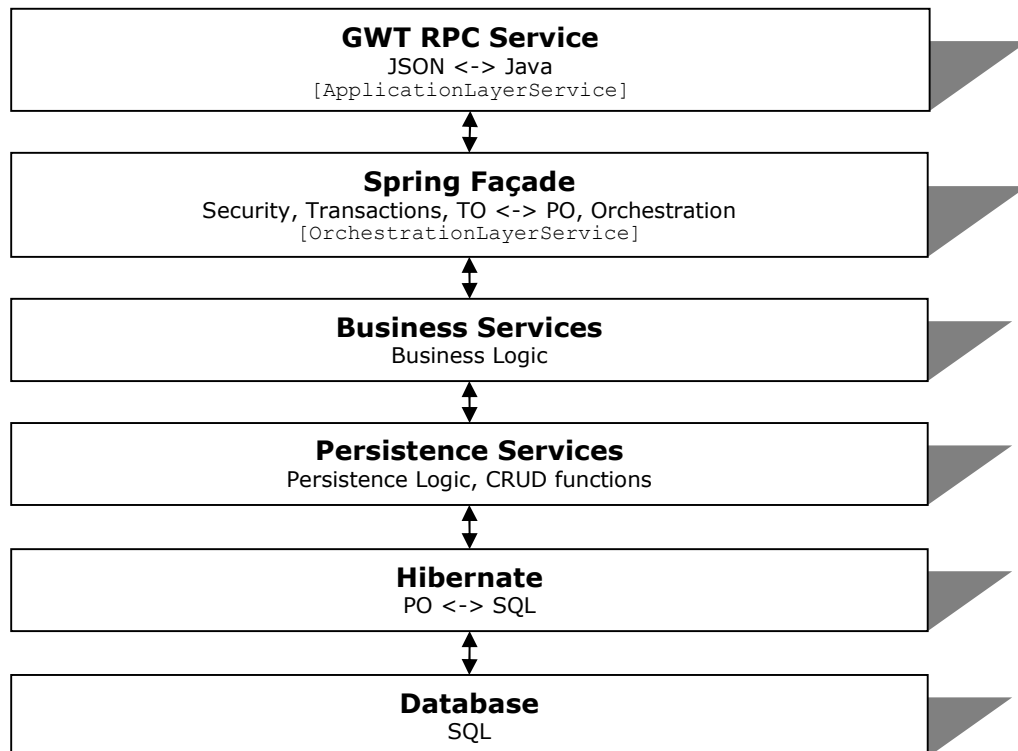 GWT RPC Service
JSON <-> Java
[ApplicationLayerService]
Spring Façade
Security, Transactions, TO <-> PO, Orchestration
[OrchestrationLayerService]
Business Services
Business Logic
Persistence Services
Persistence Logic, CRUD functions
Hibernate
PO <-> SQL
Database
SQL